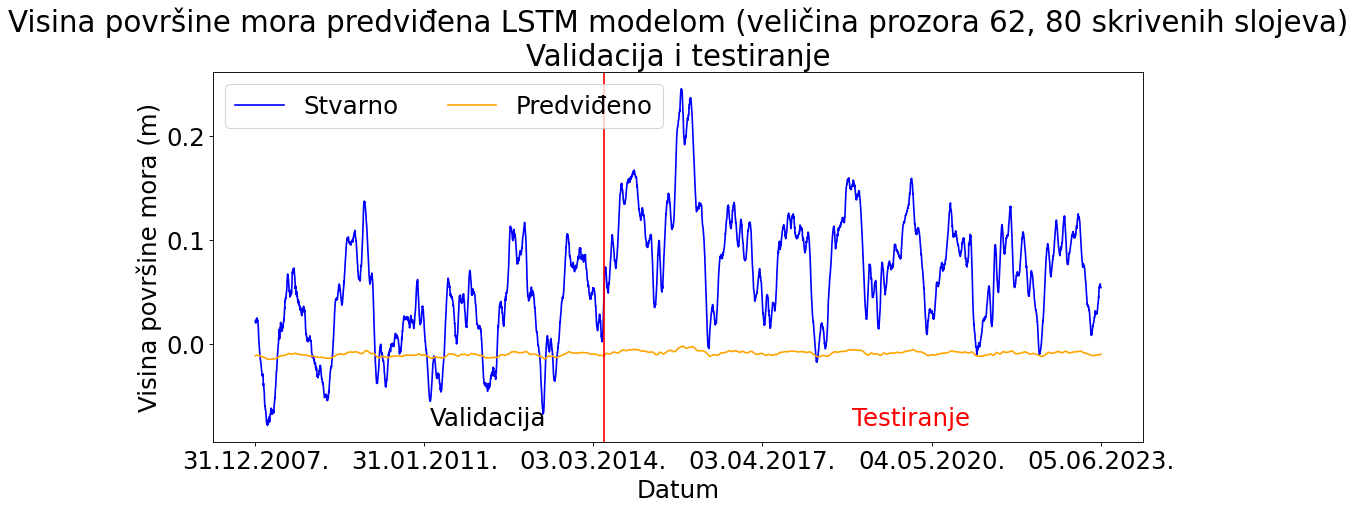 Visina površine mora predviđena LSTM modelom (veličina prozora 62, 80 skrivenih slojeva)
Validacija i testiranje
Stvarno
Predviđeno
Visina površine mora (m)
0.2
0.1
0.0
Validacija
Testiranje
31.12.2007.
31.01.2011.
03.03.2014.
03.04.2017.
04.05.2020.
05.06.2023.
Datum